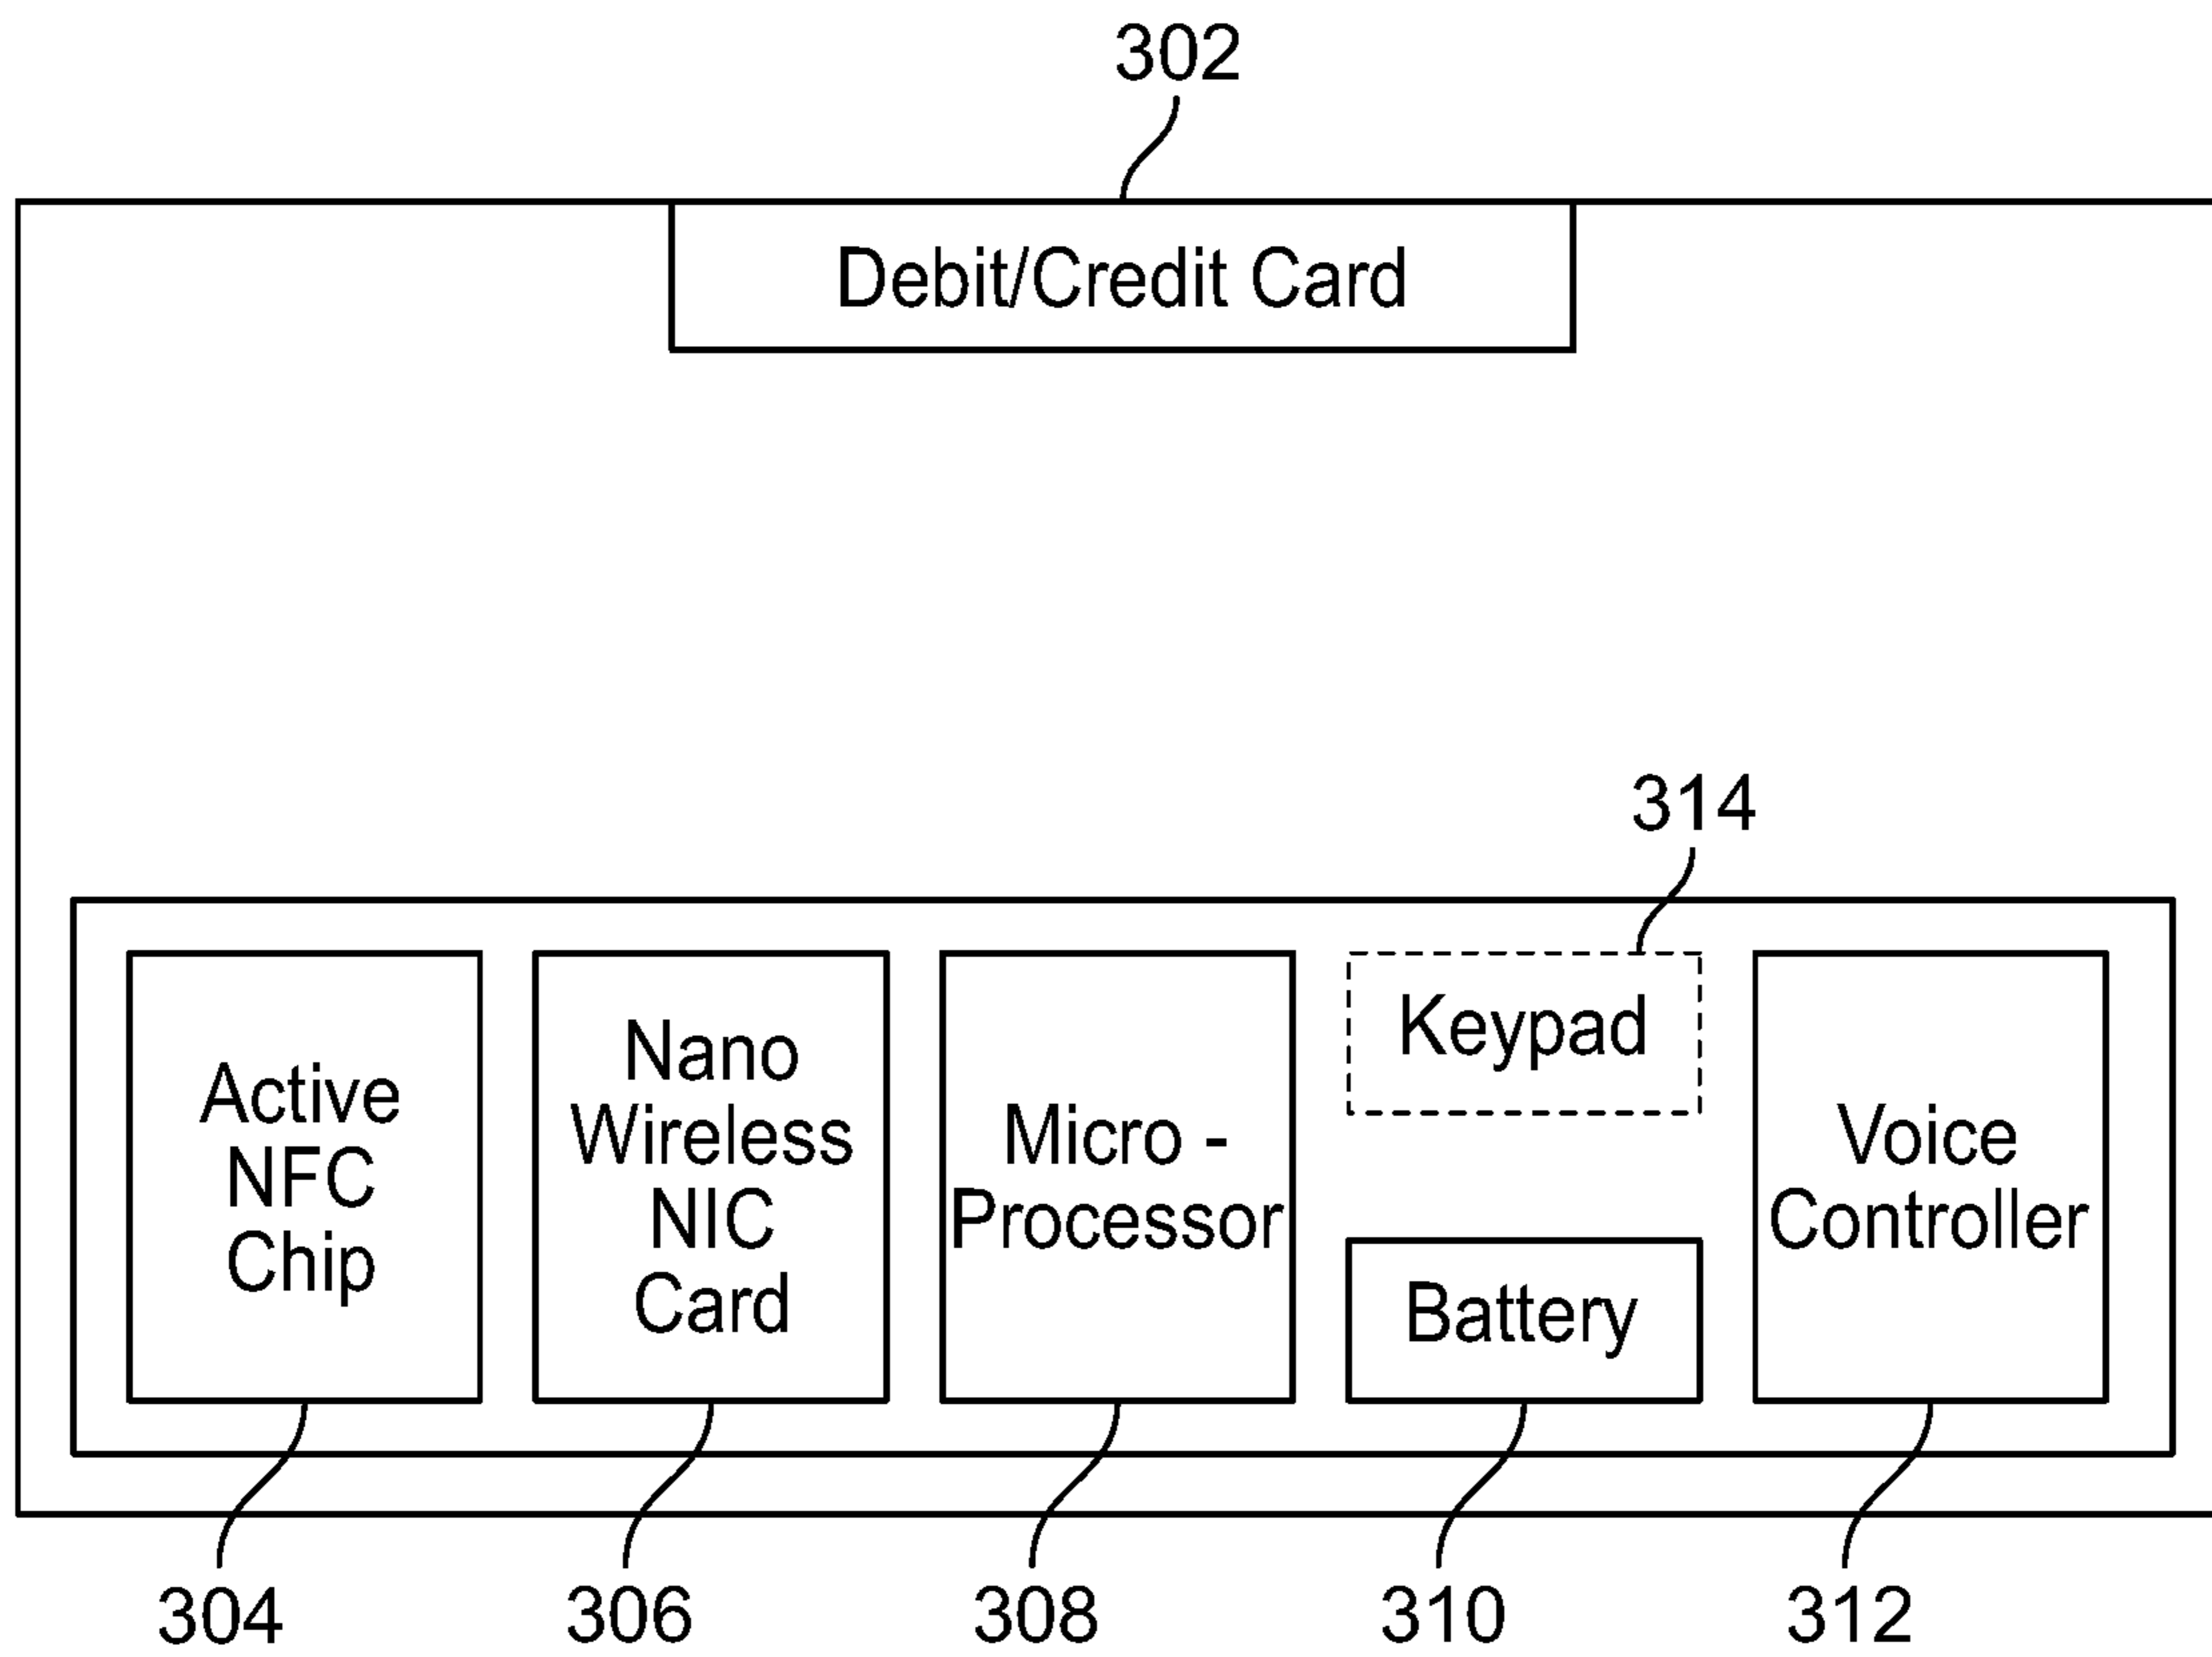 302
Debit/Credit Card
314
Active
NFC
Chip
Nano
Wireless
NIC
Card
Micro -
Processor
Keypad
Battery
Voice
Controller
304
306
308
310
312